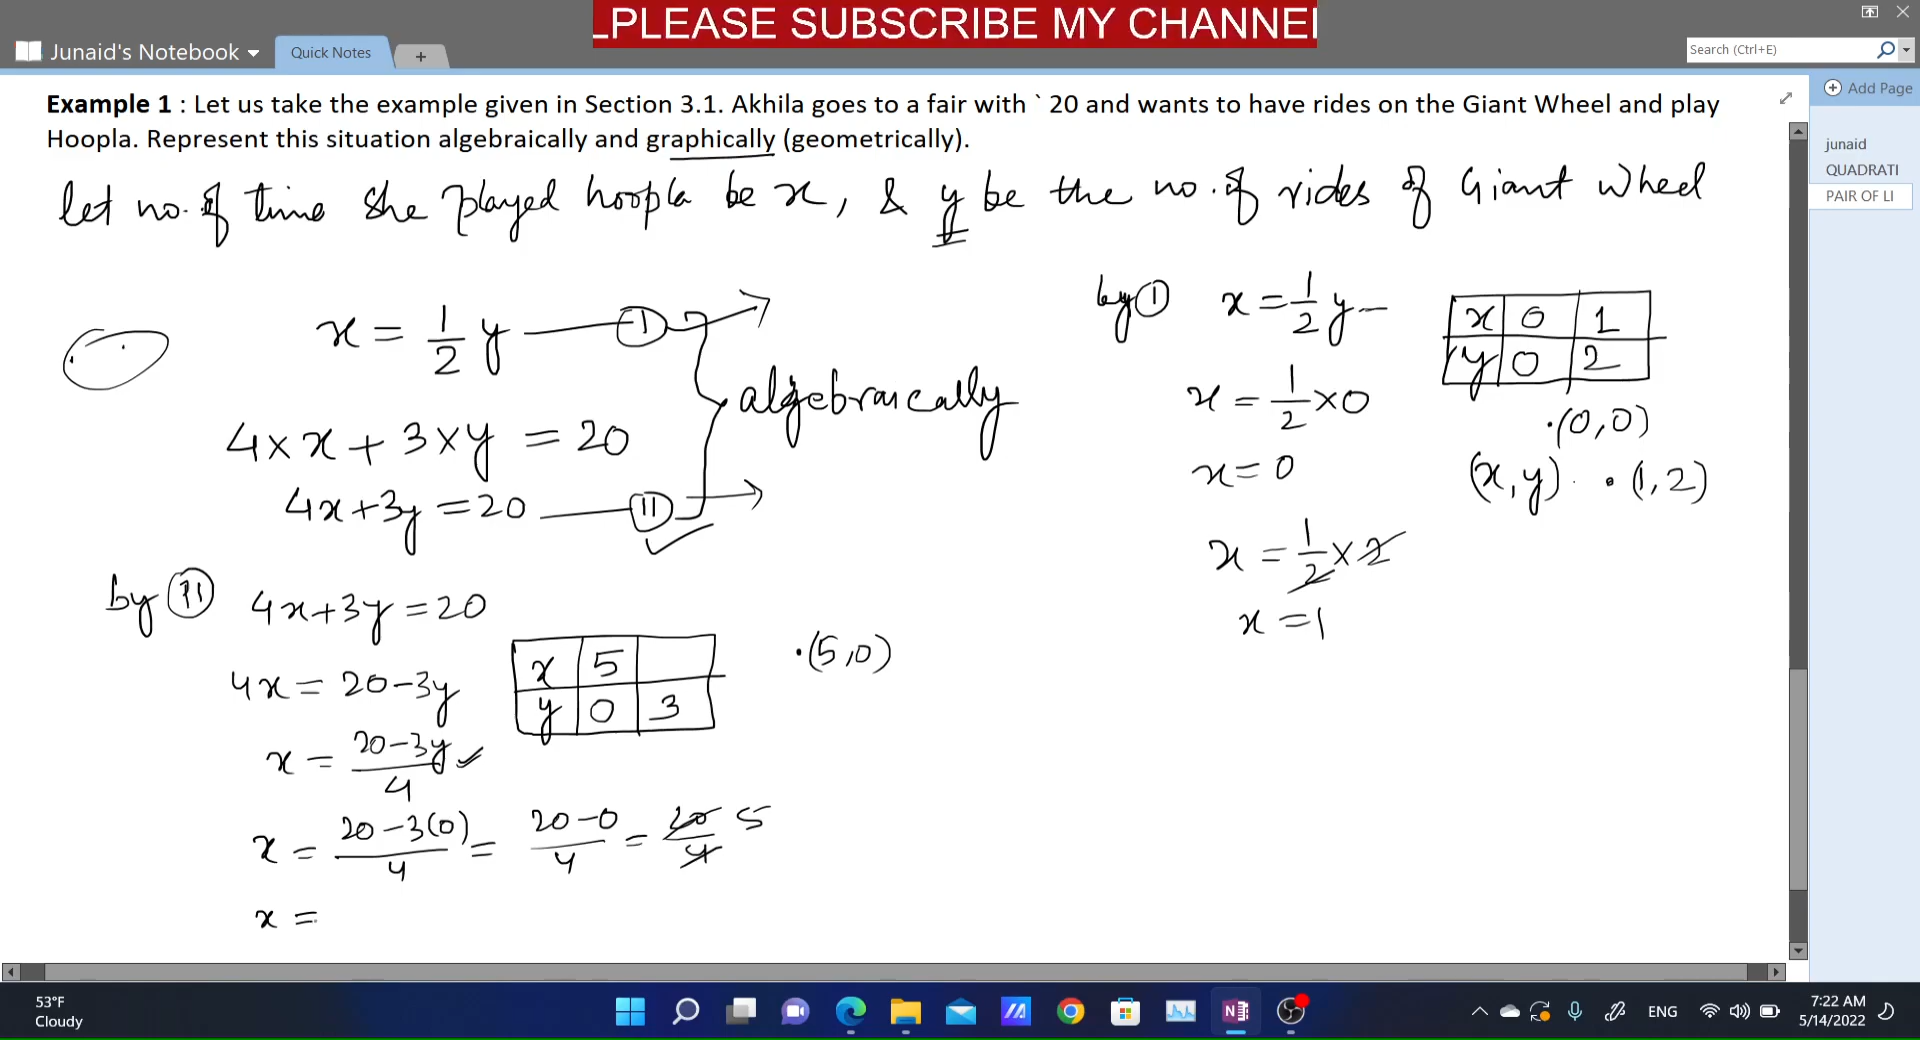 LPLEASE SUBSCRIBE MY CHANNEL
Junaid's Notebook
Quick Notes
+
Search (Ctrl+E)
Add Page
junaid
QUADRATI
PAIR OF LI
Example 1 : Let us take the example given in Section 3.1. Akhila goes to a fair with ` 20 and wants to have rides on the Giant Wheel and play
Hoopla. Represent this situation algebraically and graphically (geometrically).
let no. of time she played hoopla be x, & y be the no. of rides of Giant Wheel
x = 1/2 y — I
4 × x + 3 × y = 20
4x + 3y = 20 — II
algebraically
by II 4x + 3y = 20
4x = 20 - 3y
x = (20 - 3y)/4
x = (20 - 3(0))/4 = (20 - 0)/4 = 20/4 5
x =
x 5
y 0 3
.(5,0)
by I x = 1/2 y -
x = 1/2 × 0
x = 0
x = 1/2 × 2
x = 1
x 0 1
y 0 2
.(0,0)
(x, y) . .(1,2)
53°F
Cloudy
ENG
7:22 AM
5/14/2022